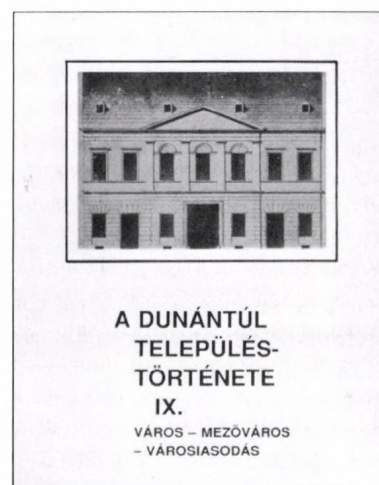 A DUNÁNTÚL
TELEPÜLÉS-
TÖRTÉNETE
IX.
VÁROS – MEZŐVÁROS
– VÁROSIASODÁS